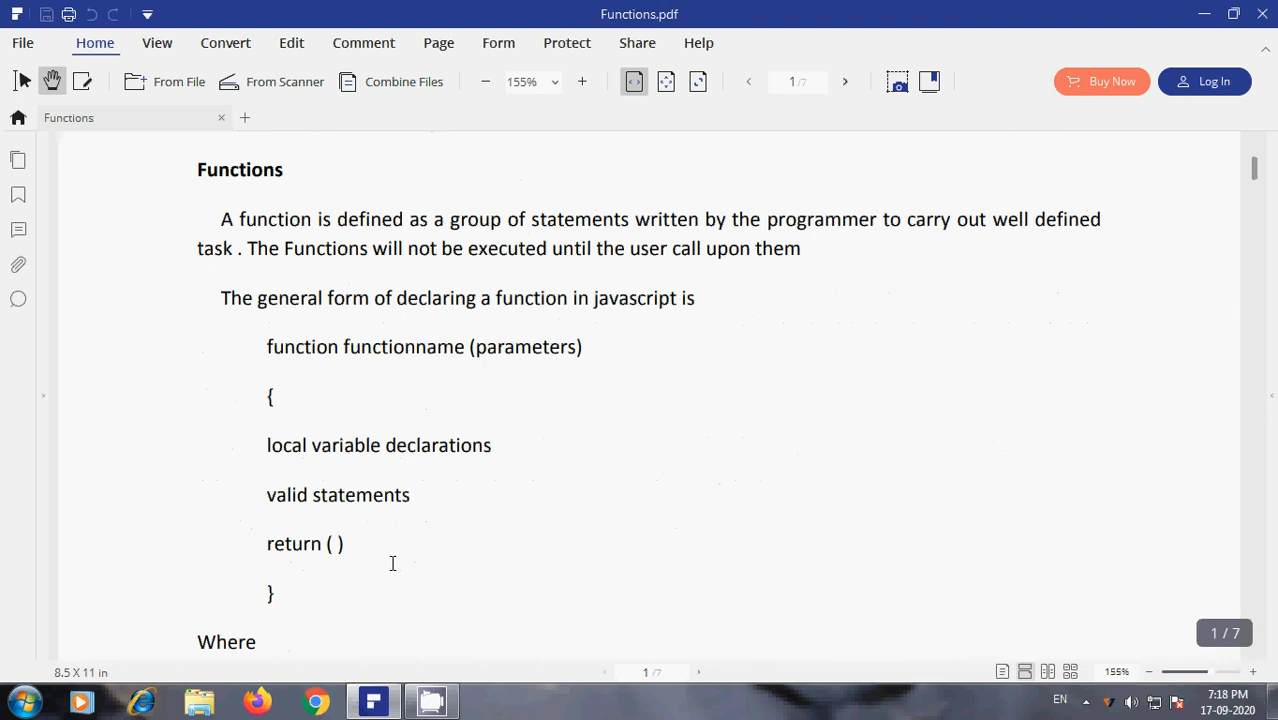 Functions.pdf
File Home View Convert Edit Comment Page Form Protect Share Help
From File From Scanner Combine Files 155% 1/7 Buy Now Log In
Functions
Functions
A function is defined as a group of statements written by the programmer to carry out well defined
task . The Functions will not be executed until the user call upon them
The general form of declaring a function in javascript is
function functionname (parameters)
{
local variable declarations
valid statements
return ( )
}
Where
1 / 7
8.5 X 11 in 1 /7 155%
EN 7:18 PM
17-09-2020